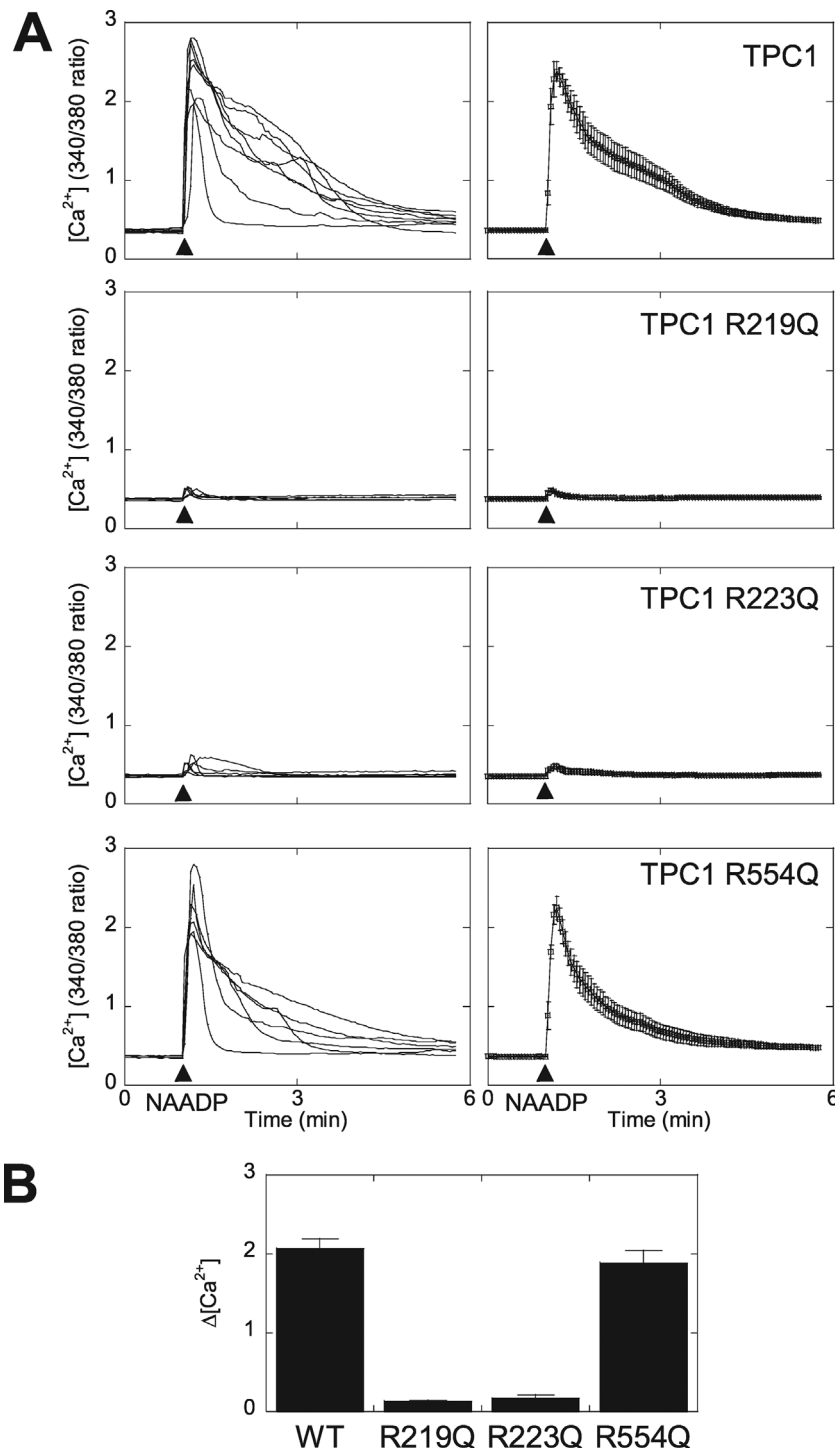 A
[Ca2+] (340/380 ratio)
3
2
1
0
TPC1
[Ca2+] (340/380 ratio)
3
2
1
0
TPC1 R219Q
[Ca2+] (340/380 ratio)
3
2
1
0
TPC1 R223Q
[Ca2+] (340/380 ratio)
3
2
1
0
TPC1 R554Q
0 3 6 0 3 6
NAADP Time (min) NAADP Time (min)
B
Δ[Ca2+]
3
2
1
0
WT R219Q R223Q R554Q